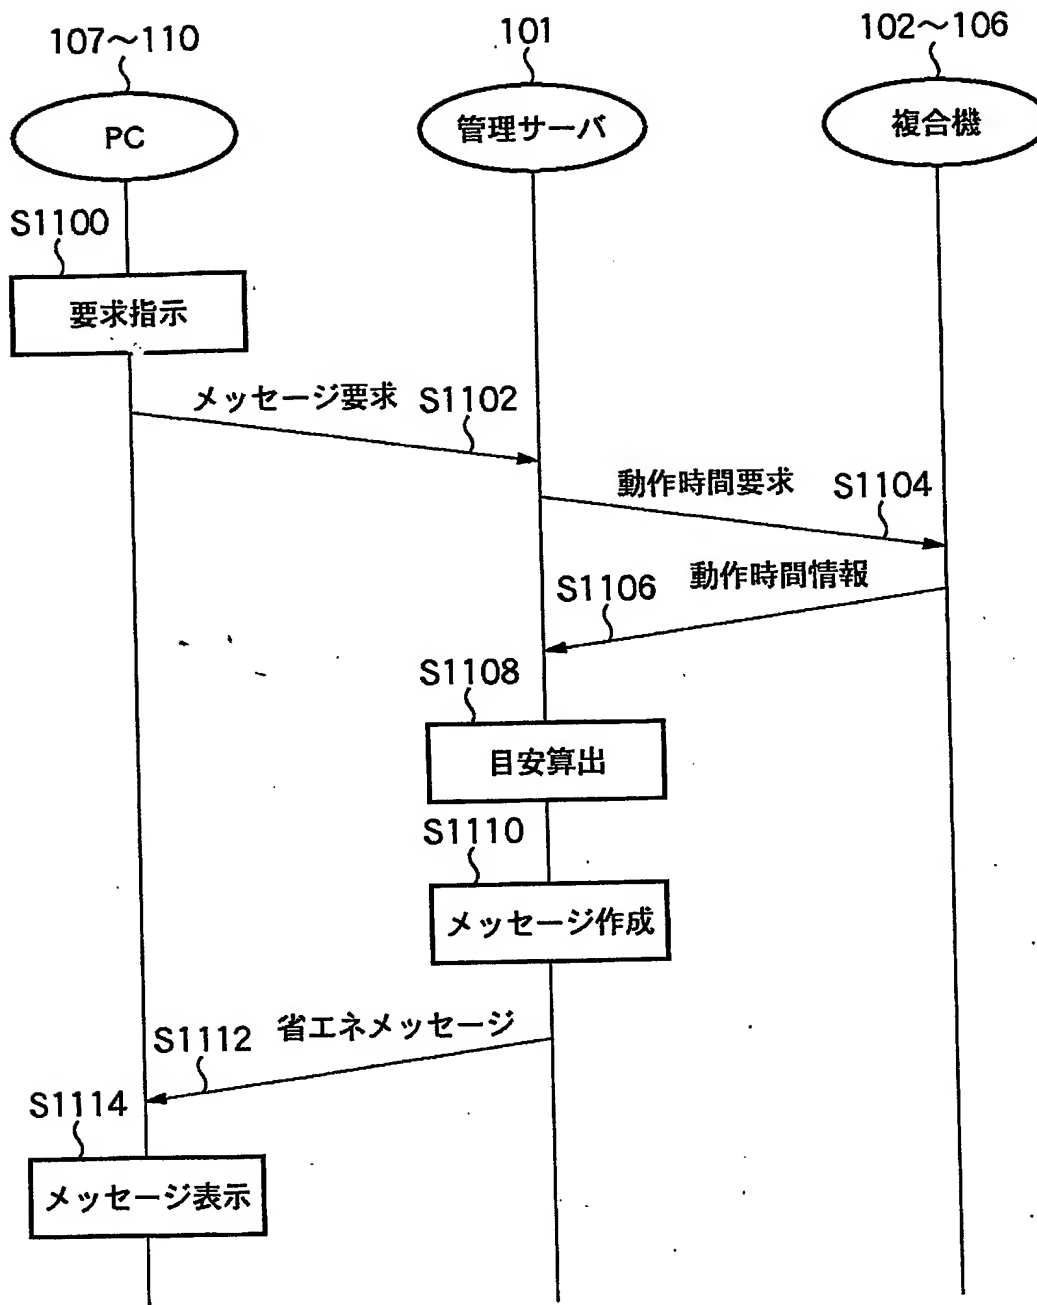 107～110
101
102～106
PC
管理サーバ
複合機
S1100
要求指示
メッセージ要求
S1102
動作時間要求
S1104
動作時間情報
S1106
S1108
目安算出
S1110
メッセージ作成
省エネメッセージ
S1112
S1114
メッセージ表示